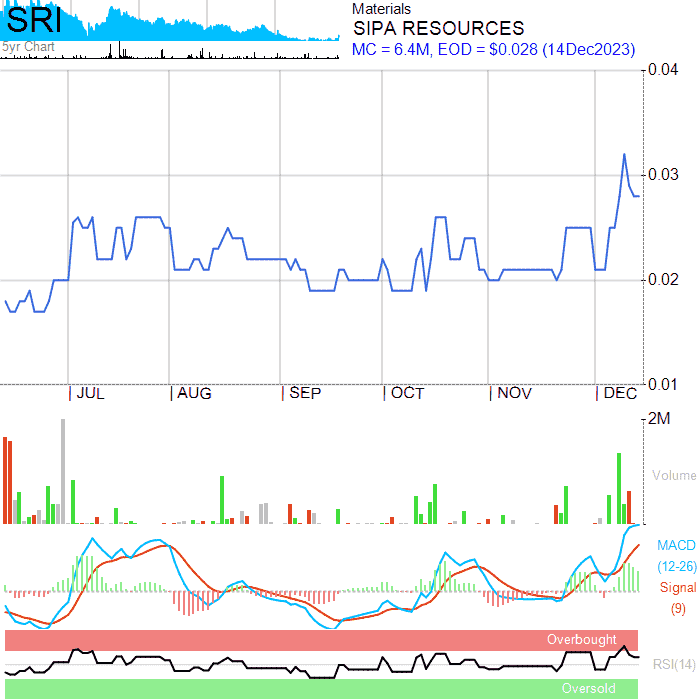 SRI
5yr Chart
Materials
SIPA RESOURCES
MC = 6.4M, EOD = $0.028 (14Dec2023)
0.04
0.03
0.02
0.01
JUL AUG SEP OCT NOV DEC
2M
Volume
MACD
(12-26)
Signal
(9)
Overbought
RSI(14)
Oversold